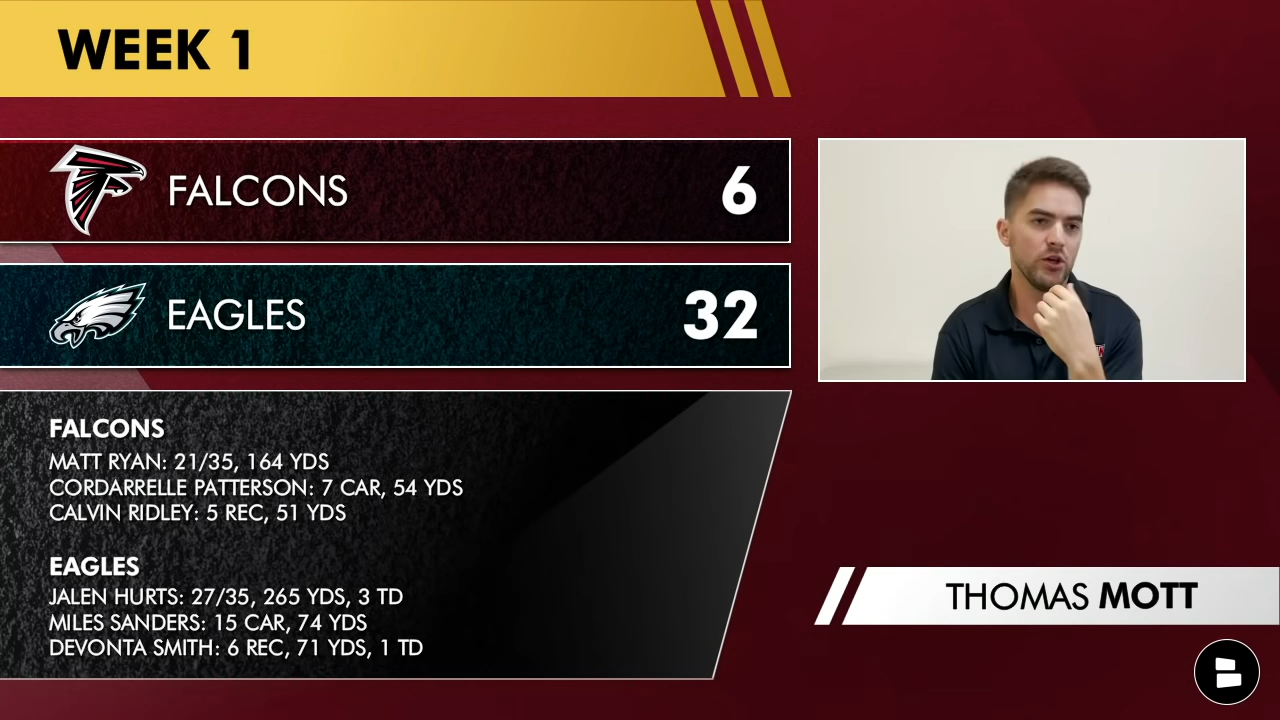 WEEK 1
FALCONS 6
EAGLES 32
FALCONS
MATT RYAN: 21/35, 164 YDS
CORDARRELLE PATTERSON: 7 CAR, 54 YDS
CALVIN RIDLEY: 5 REC, 51 YDS
EAGLES
JALEN HURTS: 27/35, 265 YDS, 3 TD
MILES SANDERS: 15 CAR, 74 YDS
DEVONTA SMITH: 6 REC, 71 YDS, 1 TD
THOMAS MOTT